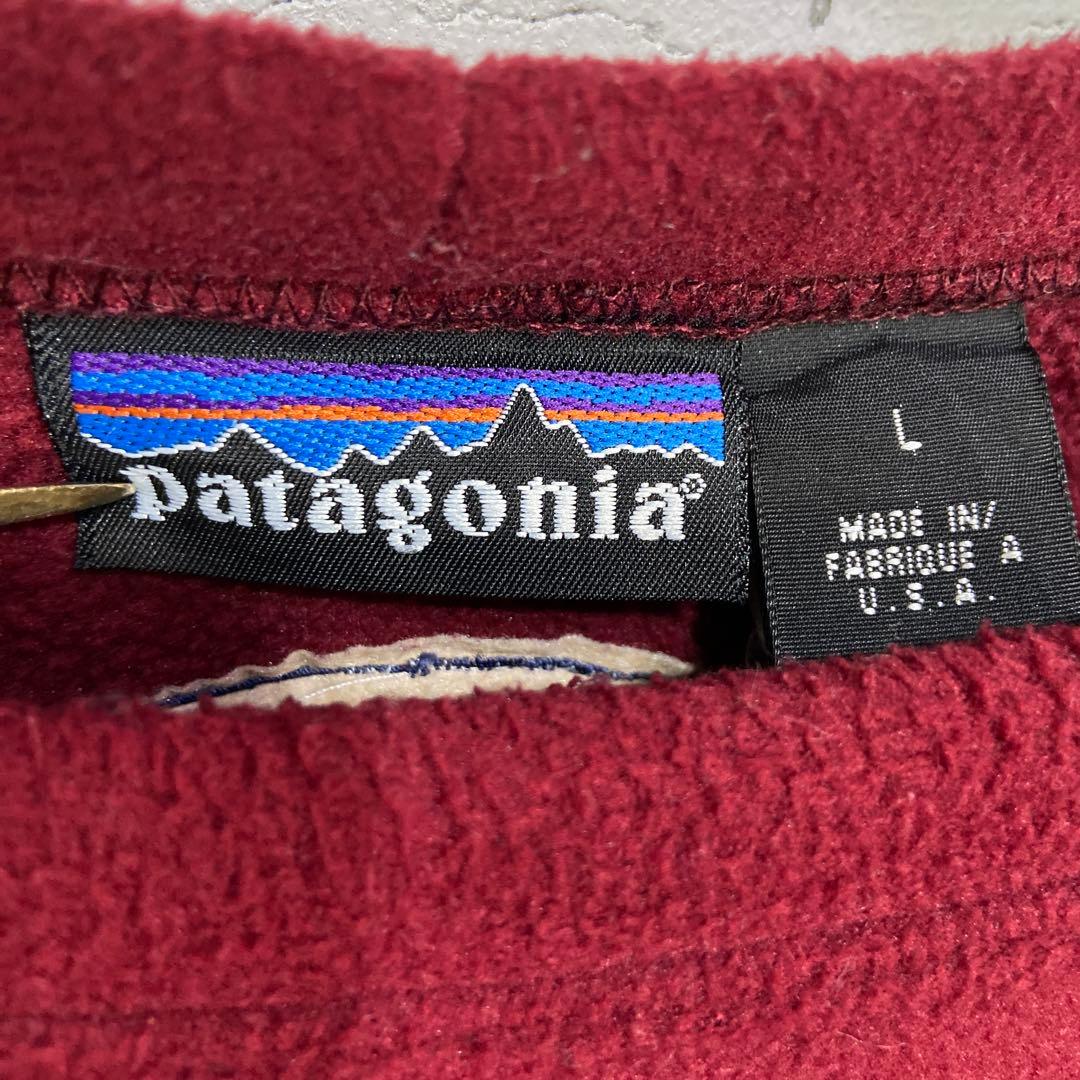 patagonia®
L
MADE IN/
FABRIQUE A
U.S.A.